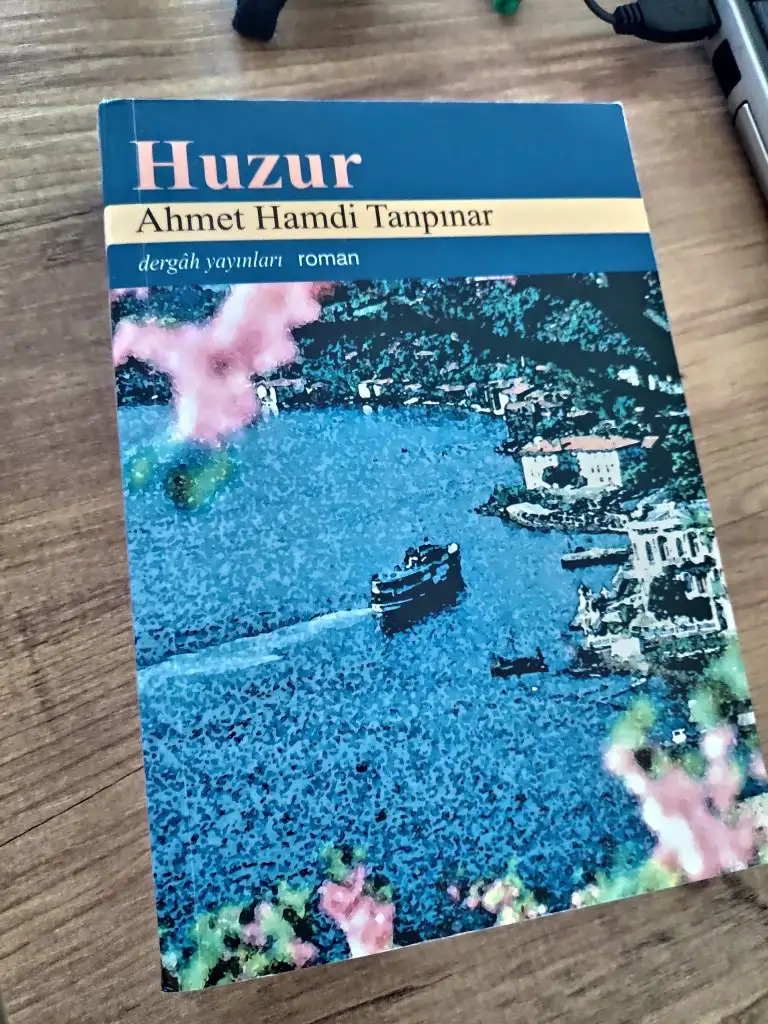 Huzur
Ahmet Hamdi Tanpınar
dergâh yayınları roman